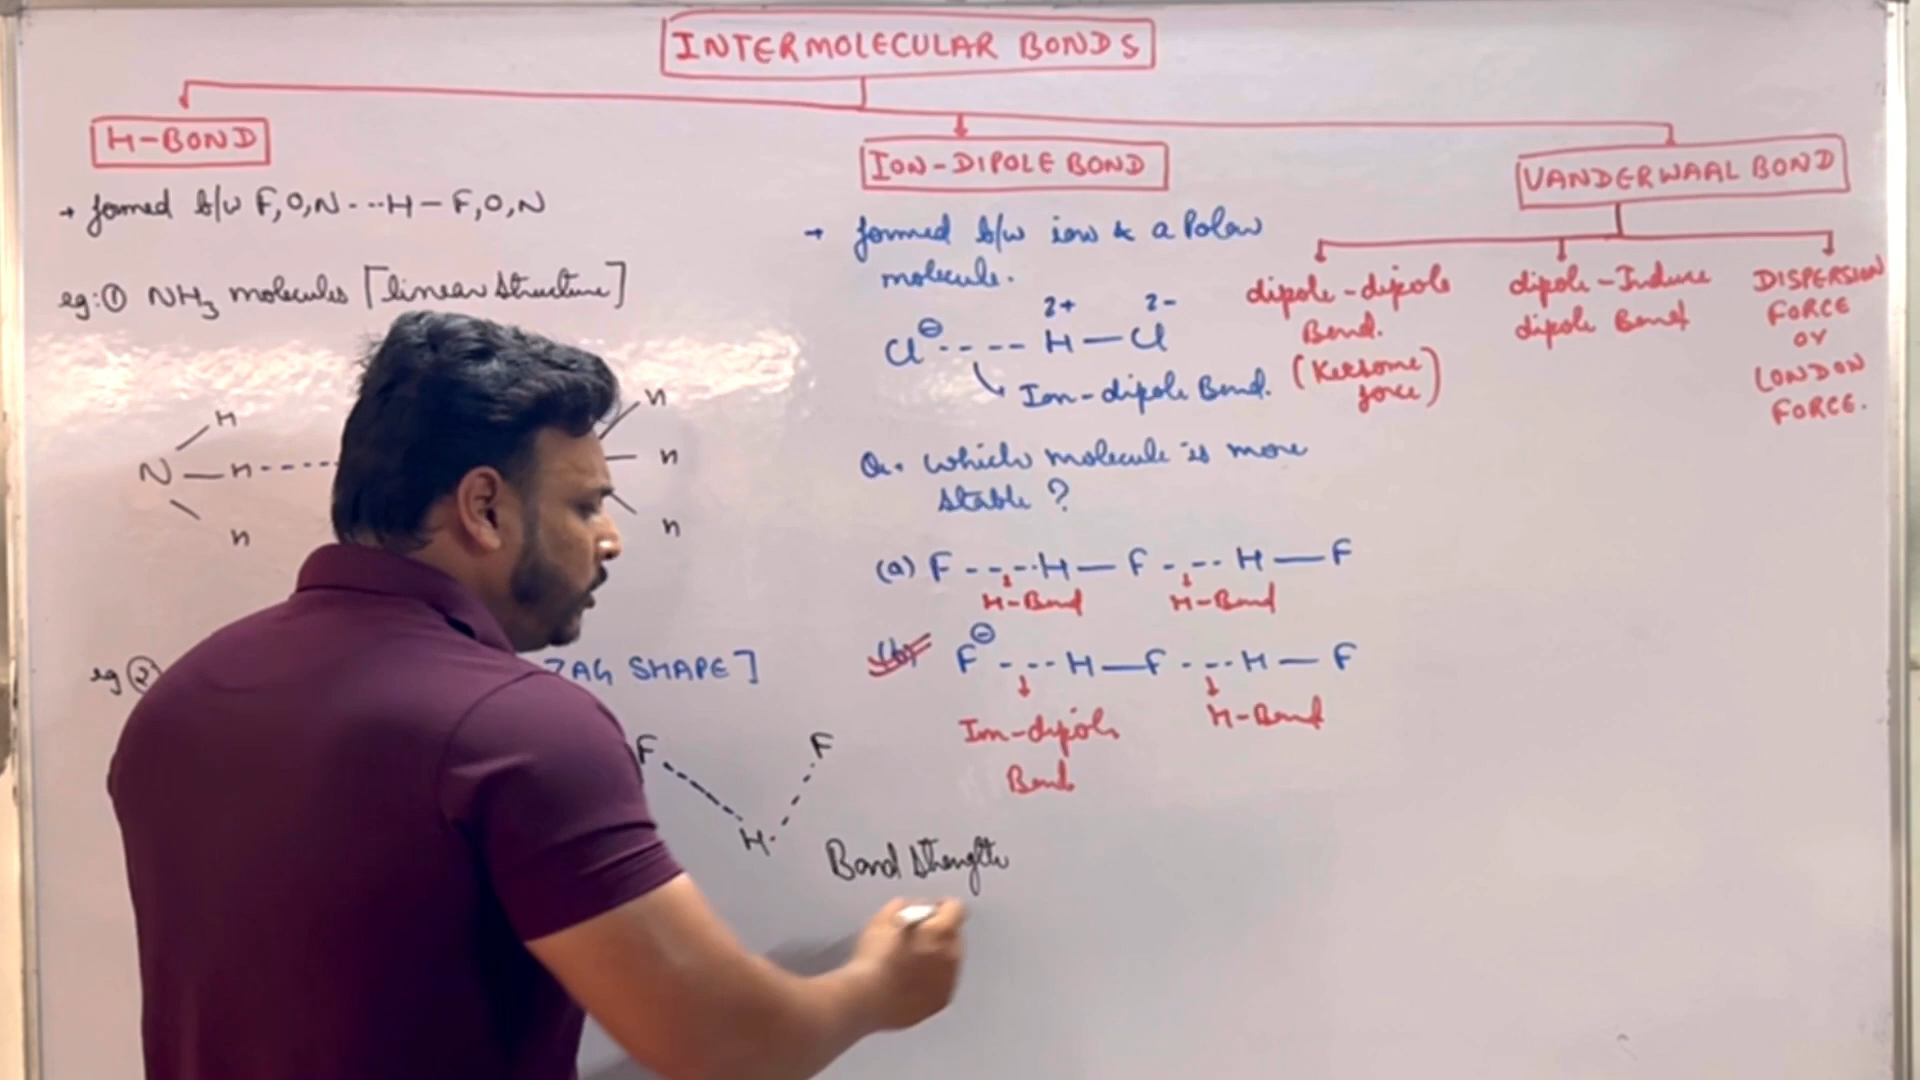 INTERMOLECULAR BONDS
H-BOND
→ formed b/w F, O, N ---H — F, O, N
eg: ① NH3 molecules [linear structure]
H
N — H ----
H
H
H
H
eg ②
ZAG SHAPE]
F F
H
ION-DIPOLE BOND
→ formed b/w ion & a Polar
molecule.
δ+ δ-
Cl⊖ ---- H — Cl
Ion-dipole Bond.
Q. Which molecule is more
stable ?
(a) F ---- H — F ---- H — F
H-Bond H-Bond
(b) F⊖ ---- H — F ---- H — F
Ion-dipole H-Bond
Bond
Bond strength
VANDERWAAL BOND
dipole-dipole
Bond.
(Keesome
force)
dipole-Induce
dipole Bond
DISPERSION
FORCE
or
LONDON
FORCE.